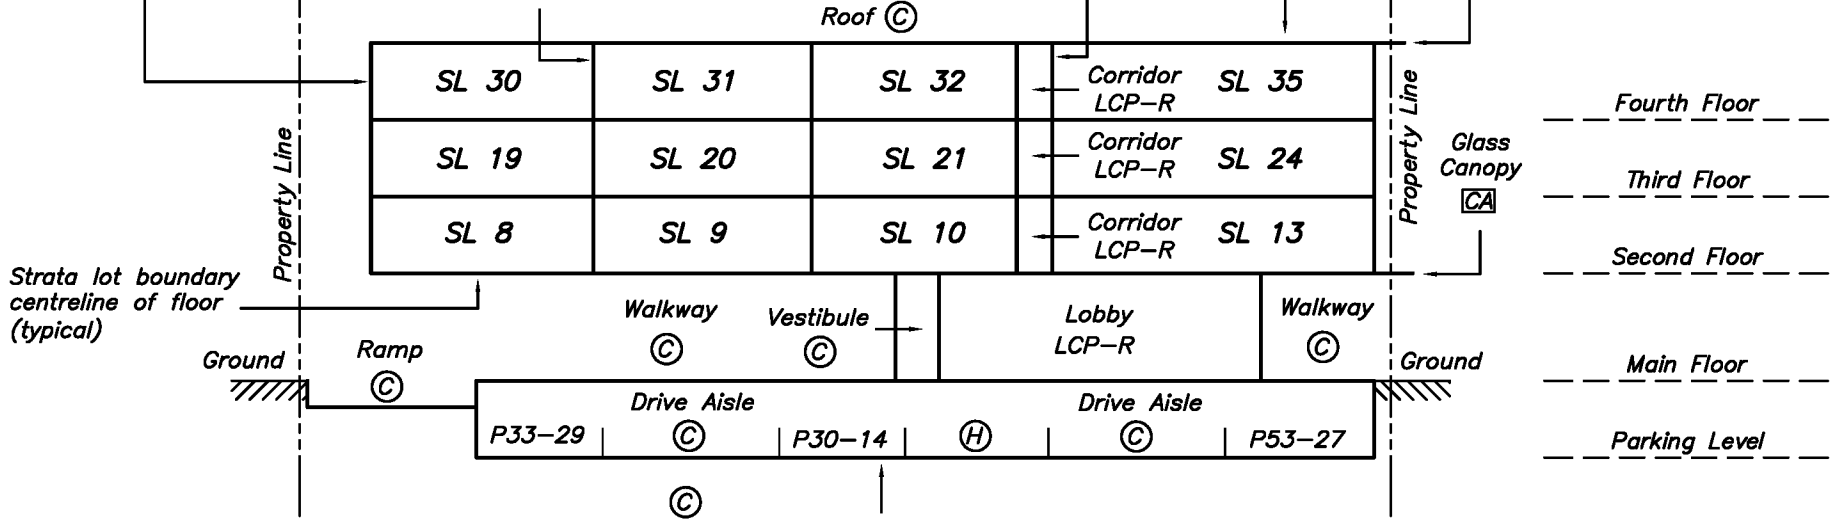 Roof C
SL 30
SL 31
SL 32
Corridor
LCP-R
SL 35
Fourth Floor
SL 19
SL 20
SL 21
Corridor
LCP-R
SL 24
Third Floor
SL 8
SL 9
SL 10
Corridor
LCP-R
SL 13
Second Floor
Property Line
Property Line
Glass
Canopy
CA
Strata lot boundary
centreline of floor
(typical)
Walkway
C
Vestibule
C
Lobby
LCP-R
Walkway
C
Ground
Ramp
C
Ground
Main Floor
Drive Aisle
Drive Aisle
P33-29
C
P30-14
H
C
P53-27
Parking Level
C